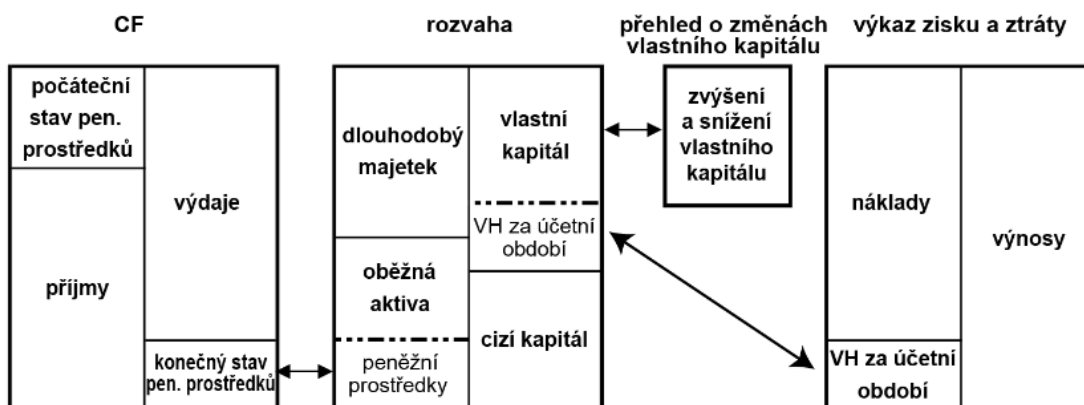 CF
počáteční
stav pen.
prostředků
příjmy
výdaje
konečný stav
pen. prostředků
rozvaha
dlouhodobý
majetek
oběžná
aktiva
peněžní
prostředky
vlastní
kapitál
VH za účetní
období
cizí kapitál
přehled o změnách
vlastního kapitálu
zvýšení
a snížení
vlastního
kapitálu
výkaz zisku a ztráty
náklady
VH za účetní
období
výnosy